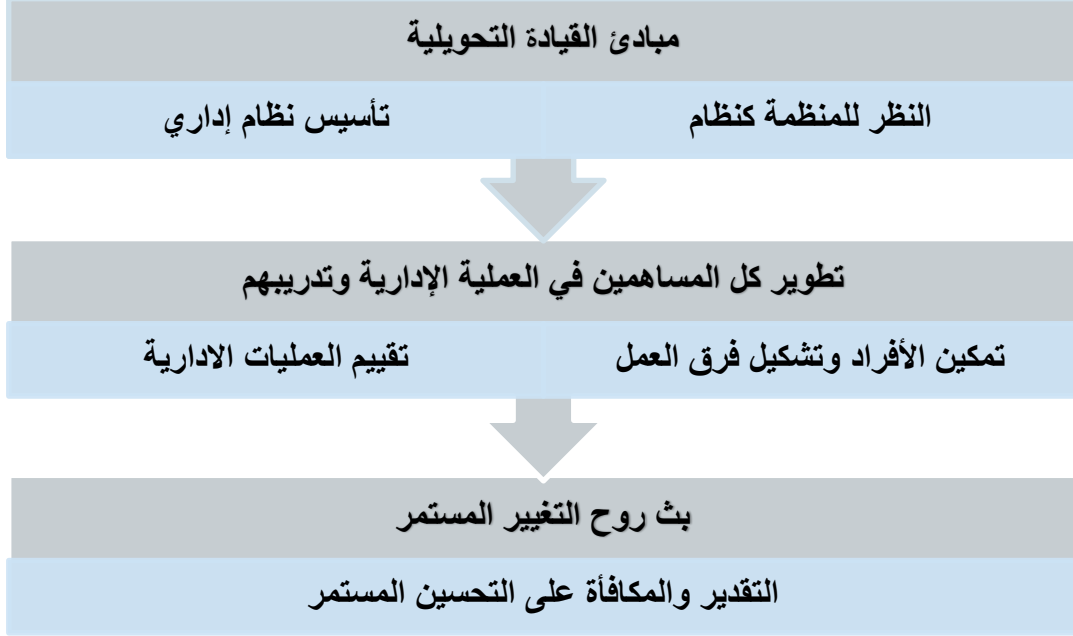 مبادئ القيادة التحويلية
النظر للمنظمة كنظام
تأسيس نظام إداري
تطوير كل المساهمين في العملية الإدارية وتدريبهم
تمكين الأفراد وتشكيل فرق العمل
تقييم العمليات الادارية
بث روح التغيير المستمر
التقدير والمكافأة على التحسين المستمر